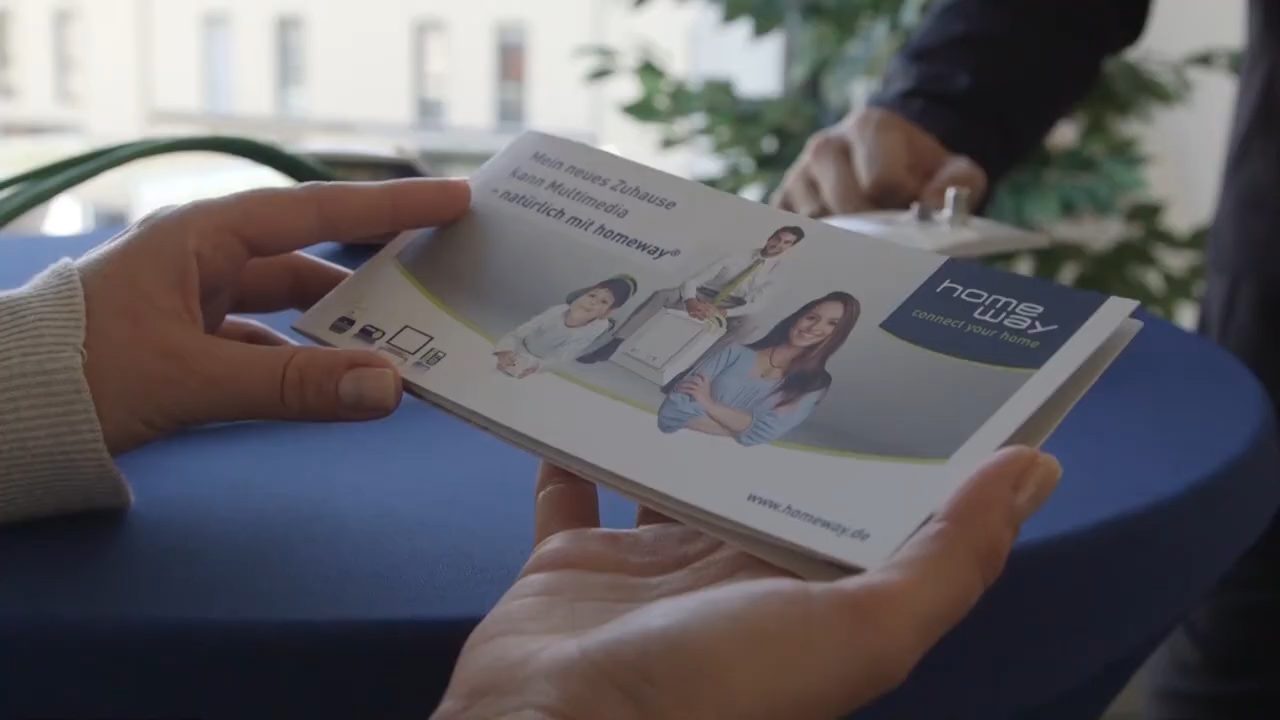 Mein neues Zuhause
kann Multimedia
- natürlich mit homeway®
home
way
connect your home
www.homeway.de